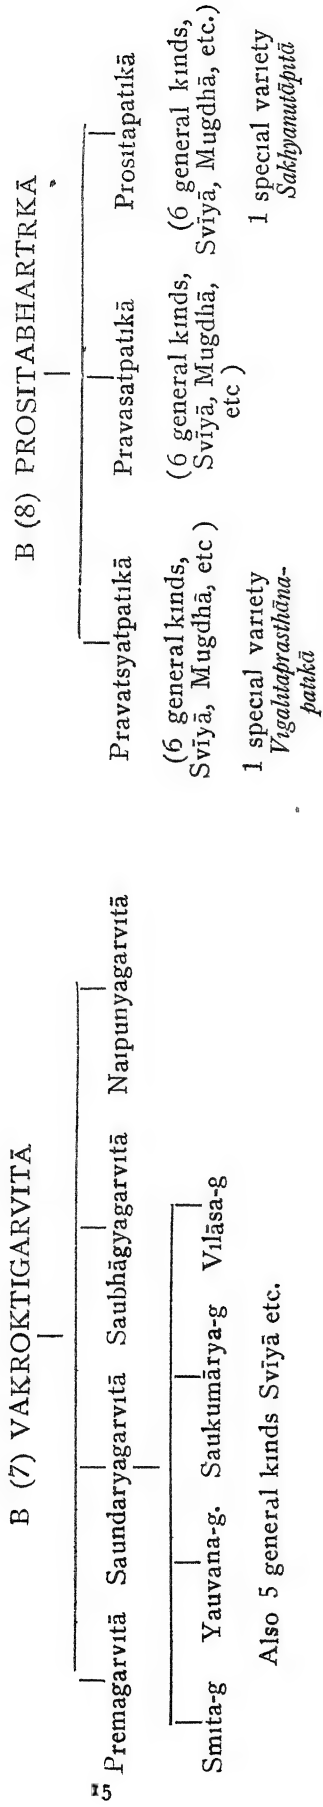 B (7) VAKROKTIGARVITĀ
Premagarvitā Saundaryagarvitā Saubhāgyagarvitā Naipunyagarvitā
Smita-g Yauvana-g. Saukumārya-g Vilāsa-g
Also 5 general kinds Svīyā etc.
15
B (8) PROSITABHARTRKĀ
Pravatsyatpatikā Pravasatpatikā Prositapatikā
(6 general kinds, (6 general kinds, (6 general kinds,
Svīyā, Mugdhā, etc ) Svīyā, Mugdhā, Svīyā, Mugdhā, etc.)
etc )
1 special variety 1 special variety
Vigalitaprasthāna- Śakhyanutāpitā
patikā